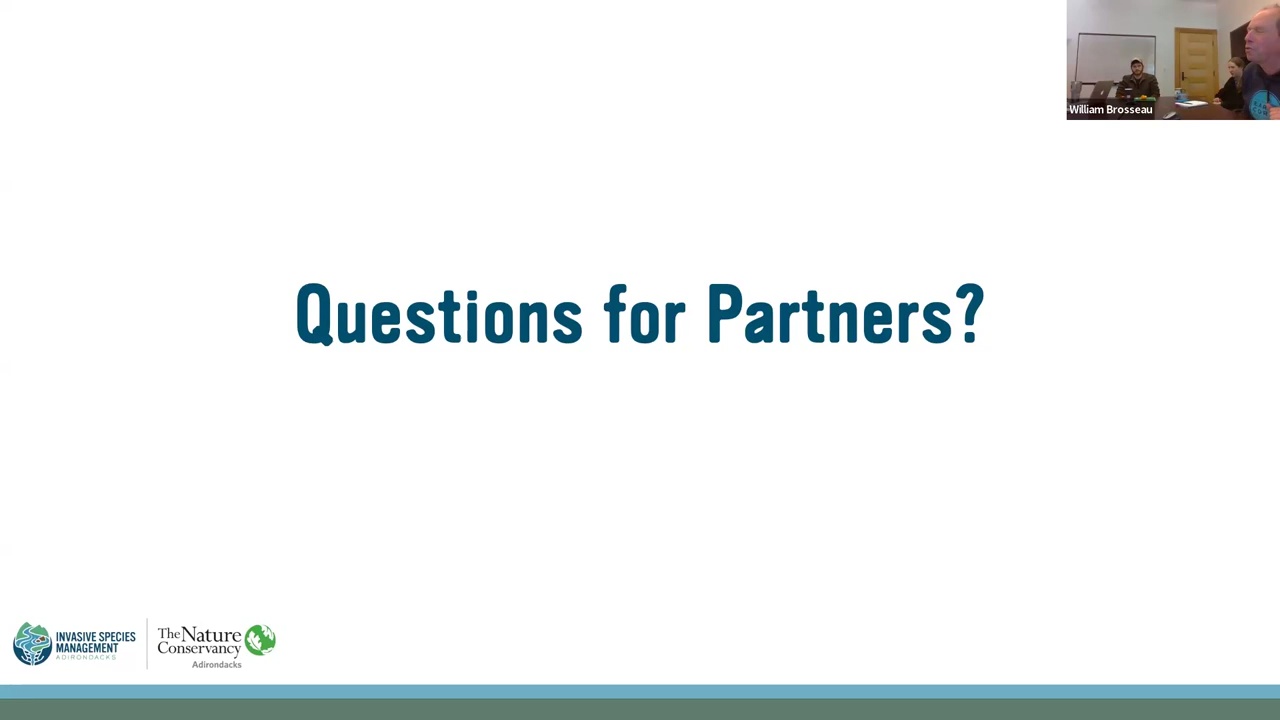 William Brosseau
Questions for Partners?
INVASIVE SPECIES
MANAGEMENT
ADIRONDACKS
The Nature
Conservancy
Adirondacks